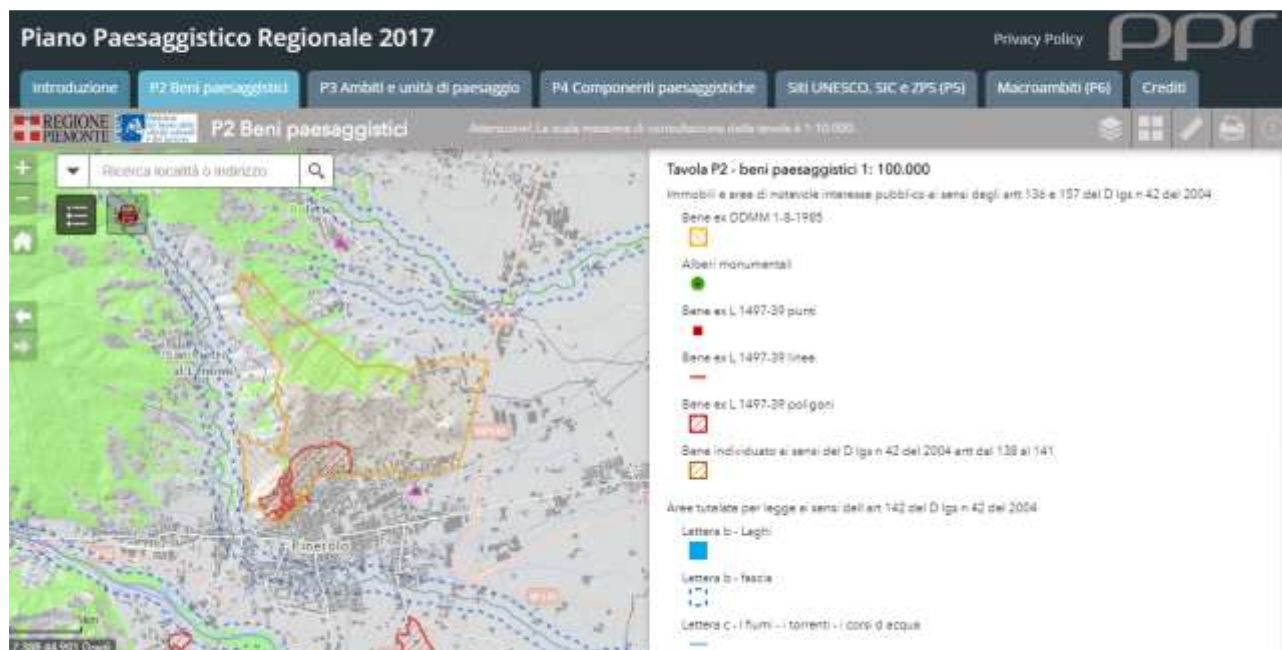 Piano Paesaggistico Regionale 2017
Privacy Policy
ppr
Introduzione
P2 Beni paesaggistici
P3 Ambiti e unità di paesaggio
P4 Componenti paesaggistiche
Siti UNESCO, SIC e ZPS (P5)
Macroambiti (P6)
Crediti
REGIONE PIEMONTE
P2 Beni paesaggistici
Attenzione! La scala massima di consultazione della tavola è 1:10.000.
Ricerca località o indirizzo
San Pietro
Pinerolo
Tavola P2 - beni paesaggistici 1: 100.000
Immobili e aree di notevole interesse pubblico ai sensi degli artt 136 e 157 del D lgs n 42 del 2004
Bene ex DDMM 1-8-1985
Alberi monumentali
Bene ex L 1497-39 punti
Bene ex L 1497-39 linee
Bene ex L 1497-39 poligoni
Bene individuato ai sensi del D lgs n 42 del 2004 artt dal 138 al 141
Aree tutelate per legge ai sensi dell art 142 del D lgs n 42 del 2004
Lettera b - Laghi
Lettera b - fascia
Lettera c - i fiumi - i torrenti - i corsi d acqua